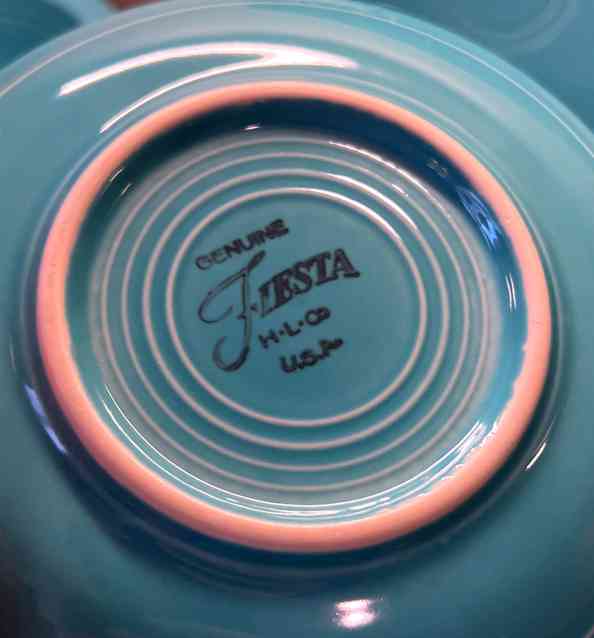 GENUINE
FIESTA
H·L·Co
U.S.A.